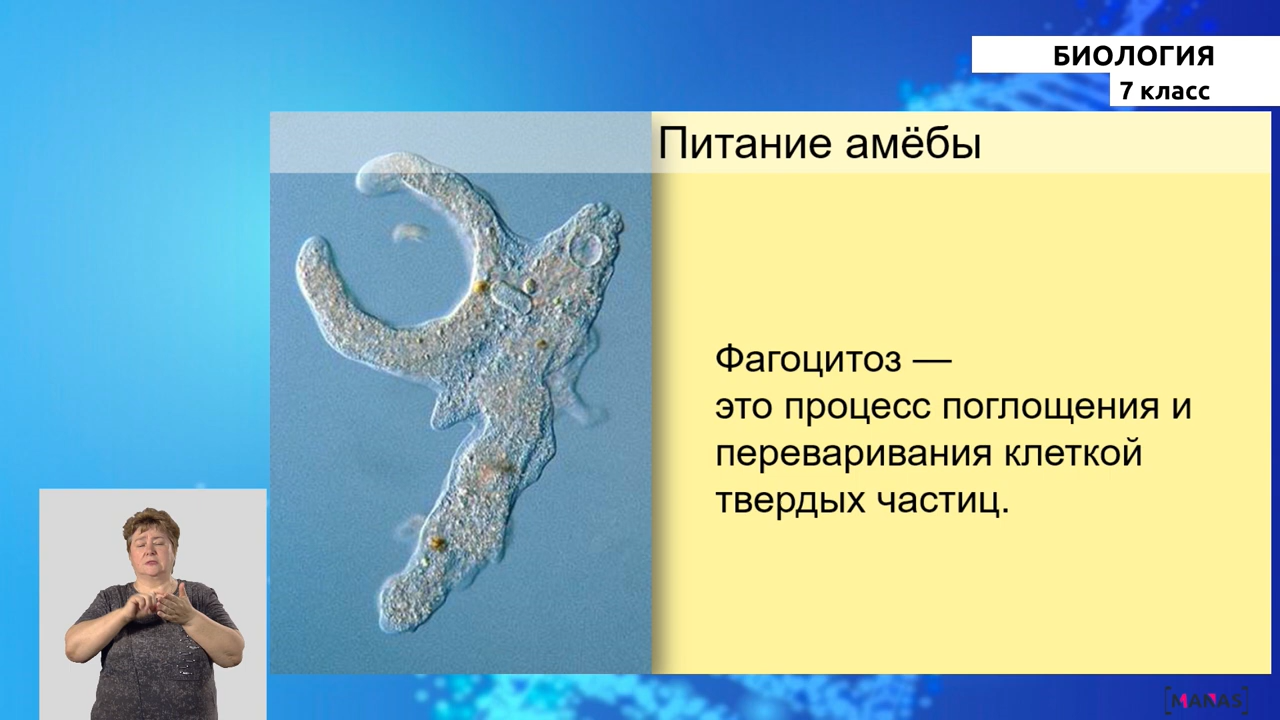 БИОЛОГИЯ
7 класс
Питание амёбы
Фагоцитоз —
это процесс поглощения и
переваривания клеткой
твердых частиц.
[MANAS]